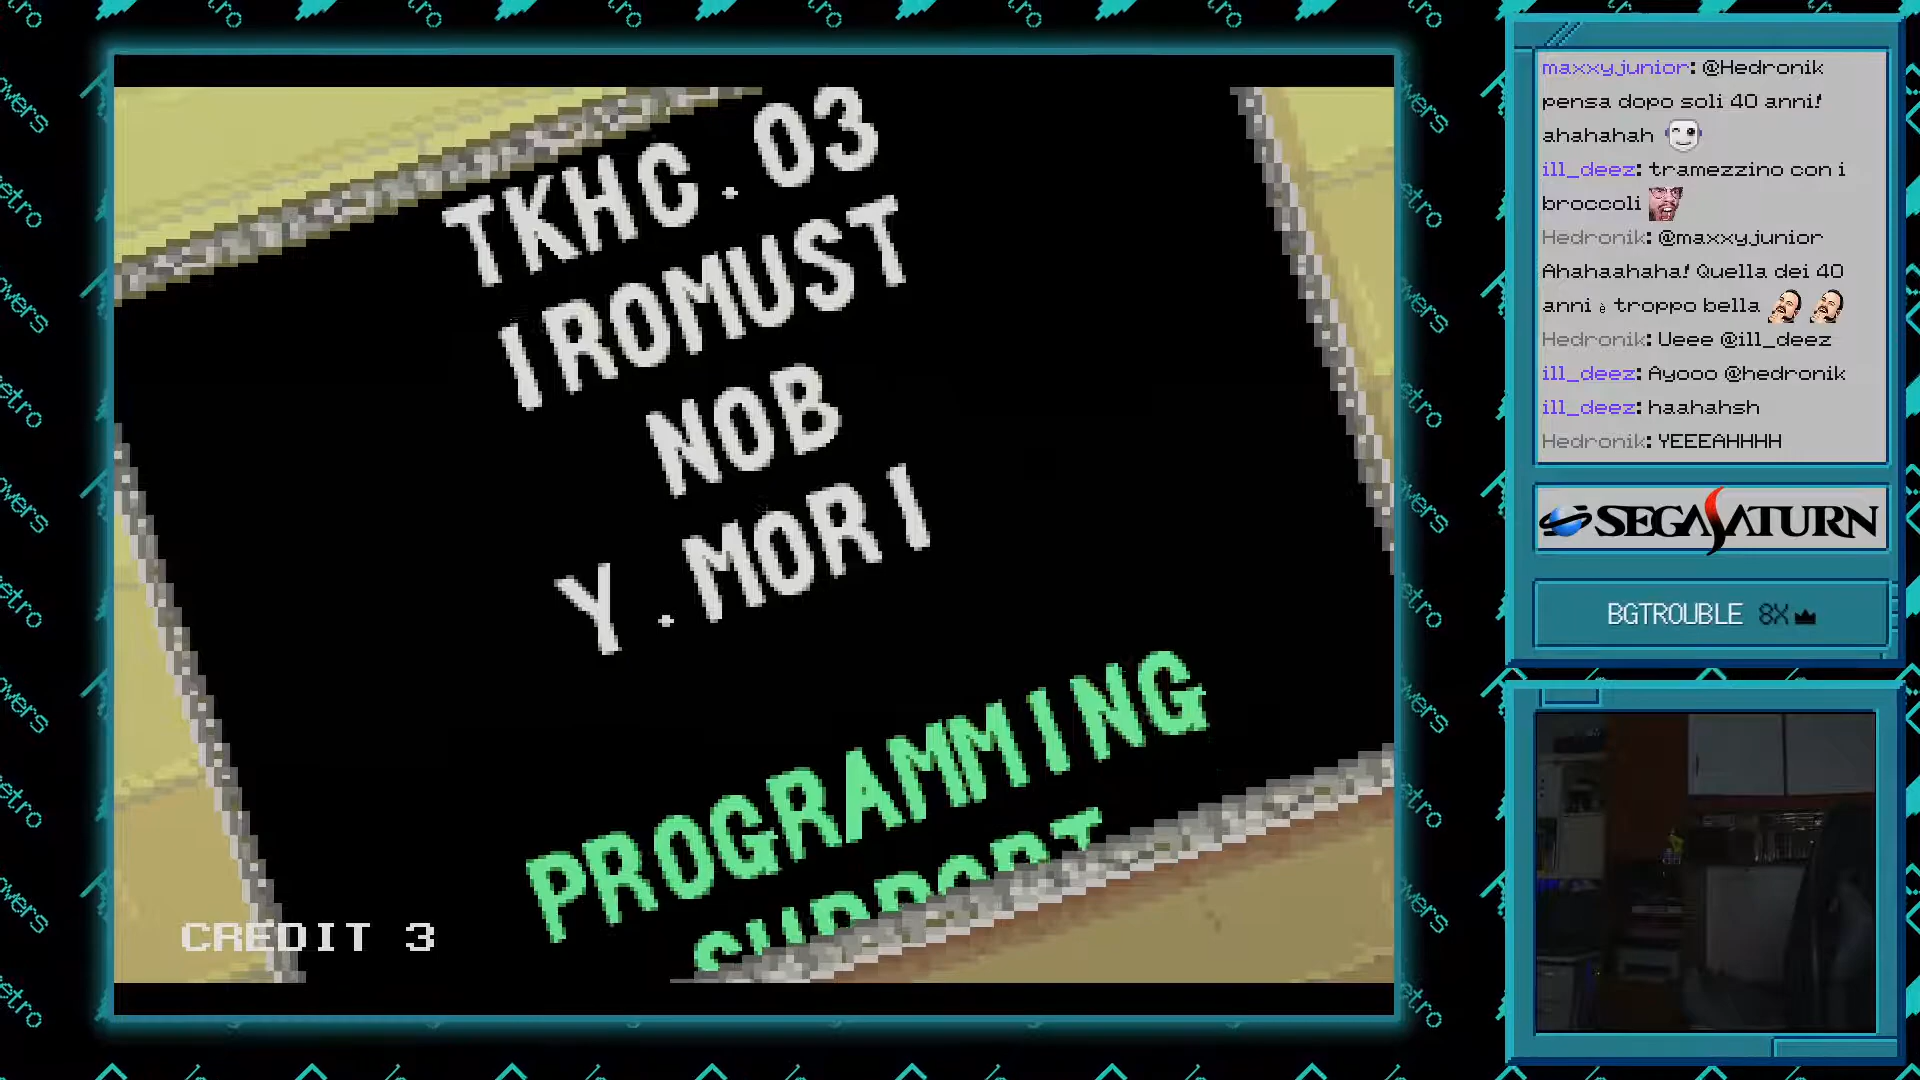 TKHC.03
IROMUST
NOB
Y.MORI
PROGRAMMING
SUPPORT
CREDIT 3
maxxyjunior: @Hedronik
pensa dopo soli 40 anni!
ahahahah
ill_deez: tramezzino con i
broccoli
Hedronik: @maxxyjunior
Ahahaahaha! Quella dei 40
anni è troppo bella
Hedronik: Ueee @ill_deez
ill_deez: Ayooo @hedronik
ill_deez: haahahsh
Hedronik: YEEEAHHHH
SEGA SATURN
BGTROUBLE 8X